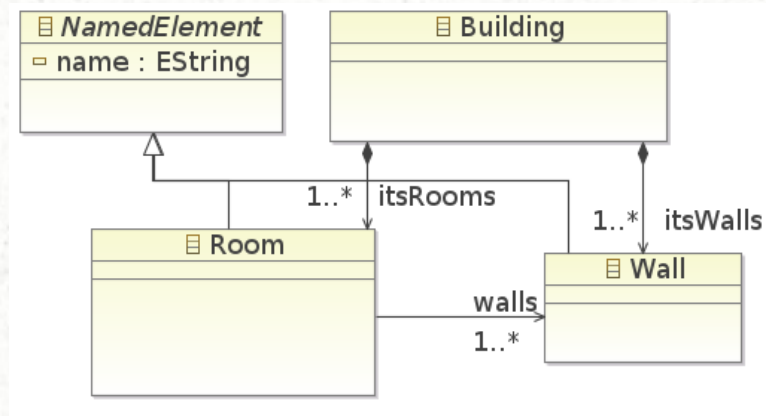 NamedElement
name : EString
Building
1..* itsRooms
1..* itsWalls
Room
Wall
walls
1..*